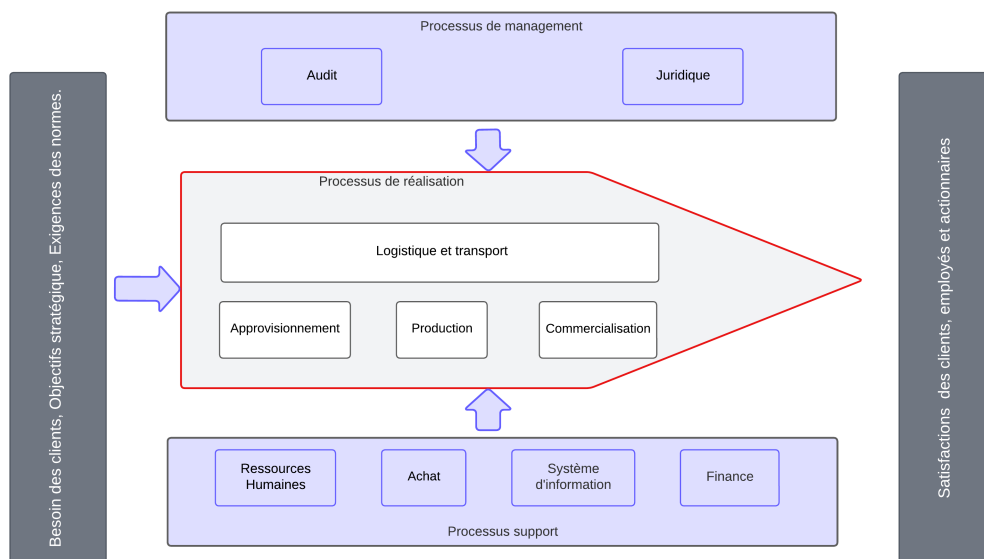 Processus de management
Audit
Juridique
Besoin des clients, Objectifs stratégique, Exigences des normes.
Processus de réalisation
Logistique et transport
Approvisionnement
Production
Commercialisation
Satisfactions  des clients, employés et actionnaires
Ressources
Humaines
Achat
Système
d'information
Finance
Processus support